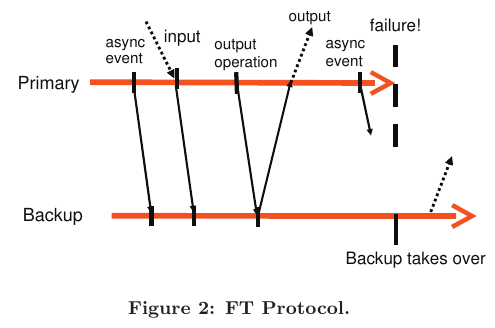 output
failure!
async
event
input
output
operation
async
event
Primary
Backup
Backup takes over
Figure 2: FT Protocol.